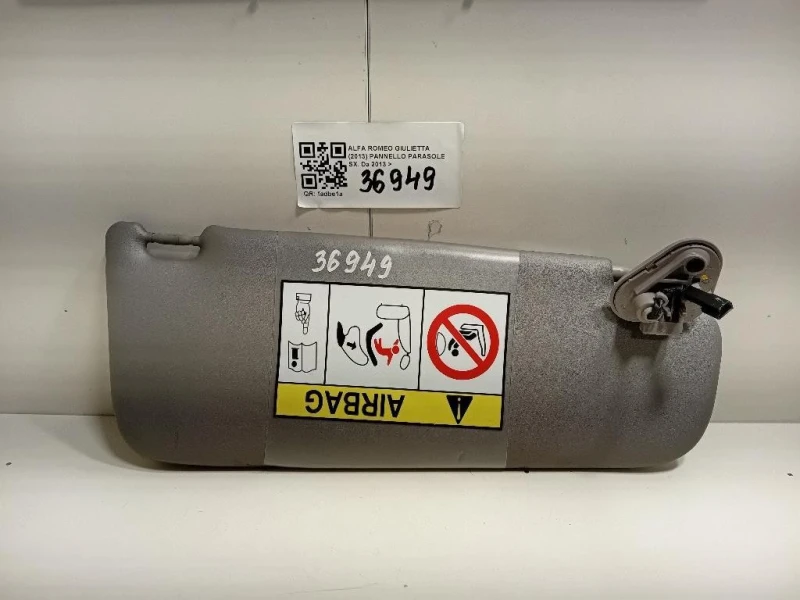 ALFA ROMEO GIULIETTA
(2013) PANNELLO PARASOLE
SX. Da 2013 >
36949
QR: fadbe1a
36949
AIRBAG